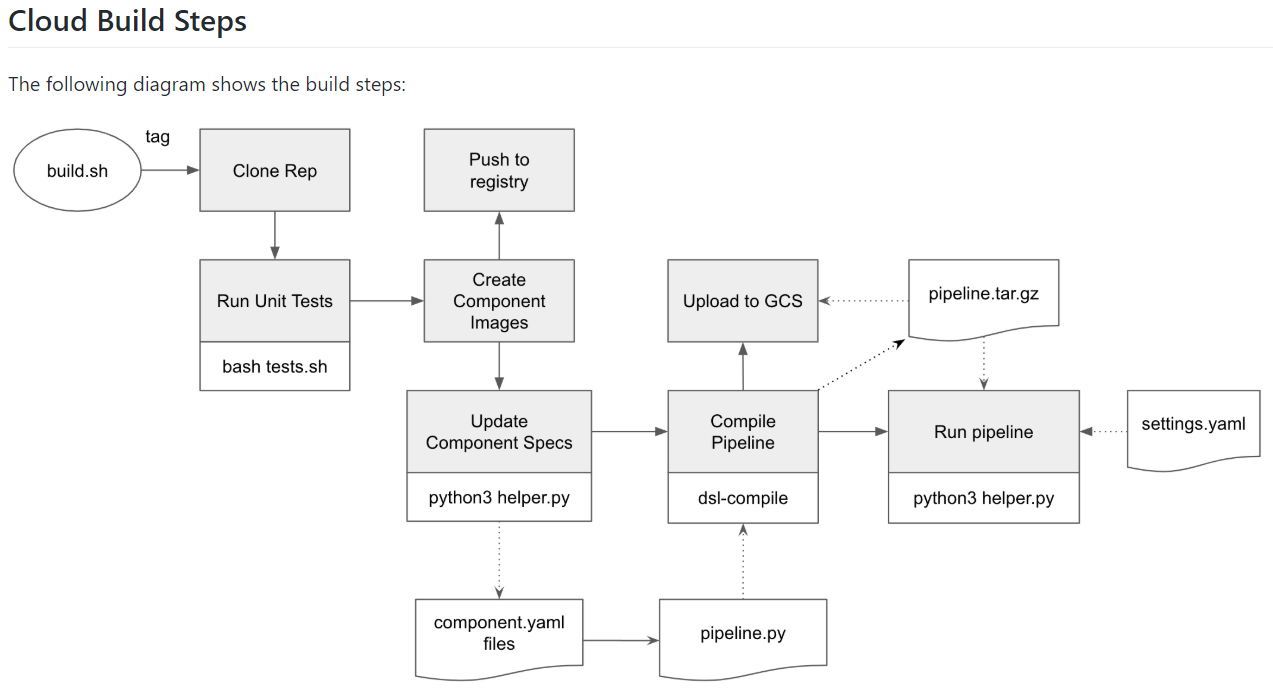 Cloud Build Steps
The following diagram shows the build steps:
tag
build.sh
Clone Rep
Push to
registry
Run Unit Tests
bash tests.sh
Create
Component
Images
Upload to GCS
pipeline.tar.gz
Update
Component Specs
python3 helper.py
Compile
Pipeline
dsl-compile
Run pipeline
python3 helper.py
settings.yaml
component.yaml
files
pipeline.py